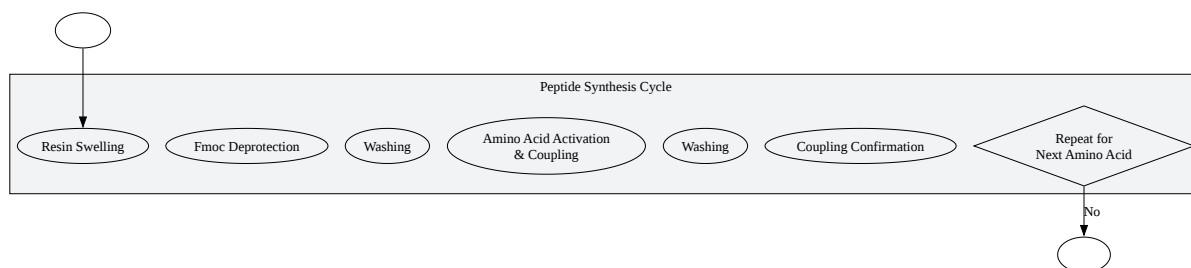 Peptide Synthesis Cycle
Resin Swelling
Fmoc Deprotection
Washing
Amino Acid Activation
& Coupling
Washing
Coupling Confirmation
Repeat for
Next Amino Acid
No